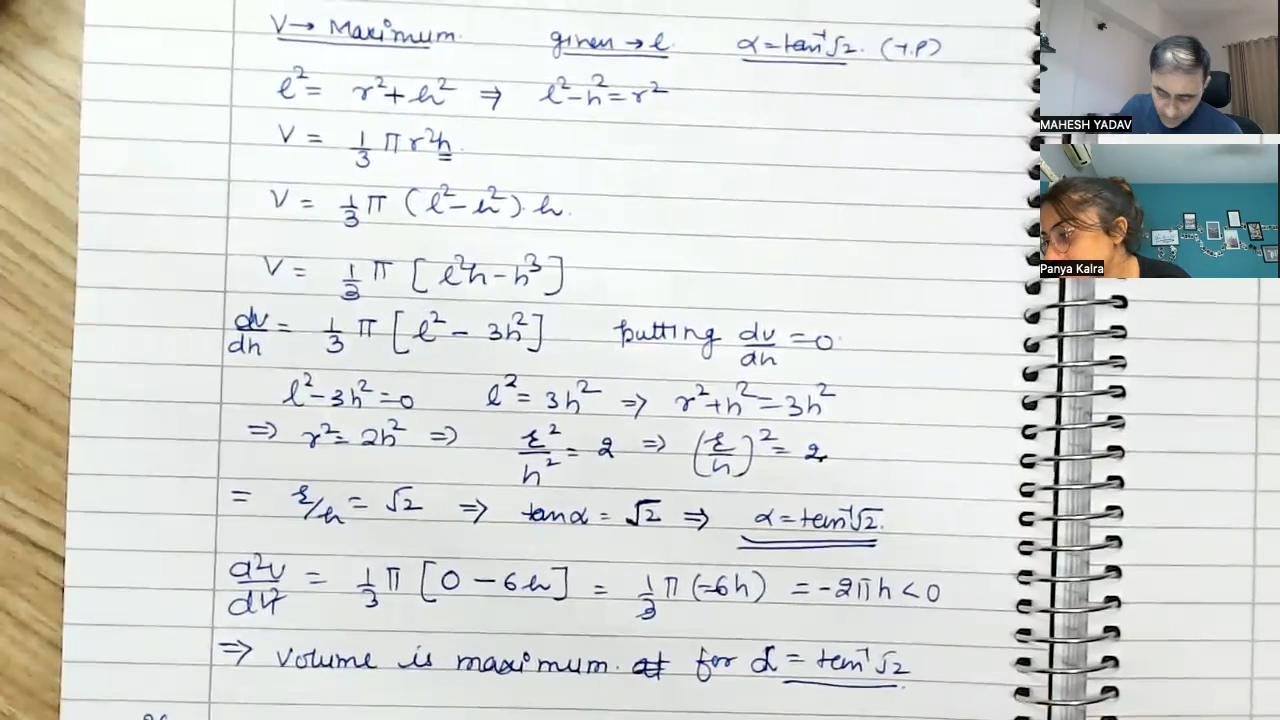 V → Maximum. given → l. α = tan⁻¹√2. (T.P)
l² = r² + h² ⇒ l² - h² = r²
V = 1/3 π r²h.
V = 1/3 π (l² - h²).h.
V = 1/3 π [l²h - h³]
dv/dh = 1/3 π [l² - 3h²] putting dv/dh = 0.
l² - 3h² = 0 l² = 3h² ⇒ r² + h² = 3h²
⇒ r² = 2h² ⇒ r²/h² = 2 ⇒ (r/h)² = 2
= r/h = √2 ⇒ tanα = √2 ⇒ α = tan⁻¹√2.
d²v/dh² = 1/3 π [0 - 6h] = 1/3 π (-6h) = -2πh < 0
⇒ Volume is maximum. for α = tan⁻¹√2
MAHESH YADAV
Panya Kalra